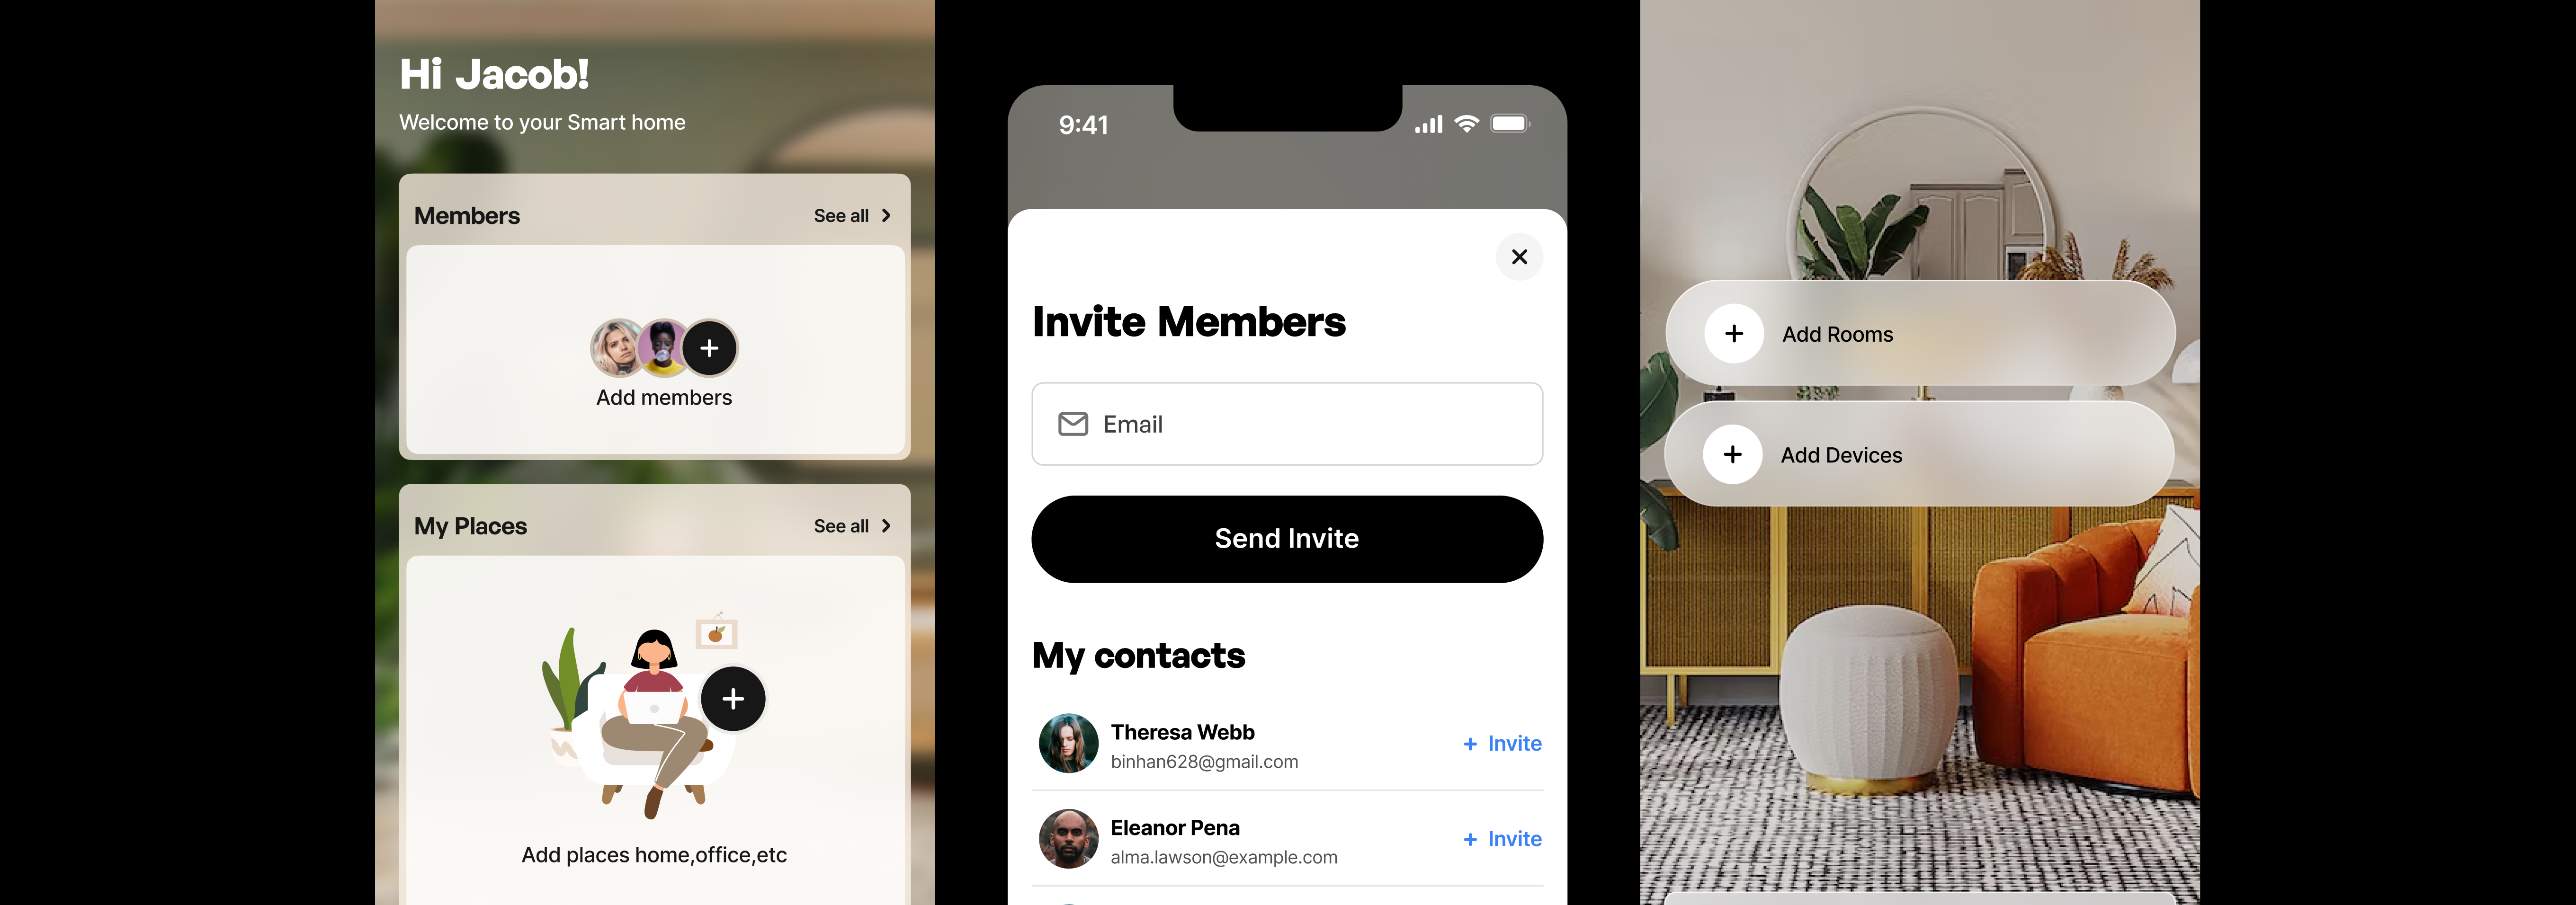 Hi Jacob!
Welcome to your Smart home
Members
See all
Add members
My Places
See all
Add places home,office,etc
9:41
Invite Members
Email
Send Invite
My contacts
Theresa Webb
binhan628@gmail.com
+ Invite
Eleanor Pena
alma.lawson@example.com
+ Invite
Add Rooms
Add Devices